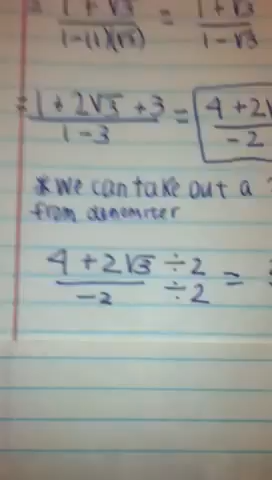 1 + √3 / 1-(1)(√3) = 1 + √3 / 1 - √3
= 1 + 2√3 + 3 / 1 - 3 = 4 + 2√ / -2
*We can take out a
from denomiter
4 + 2√3 ÷2 / -2 ÷2 =